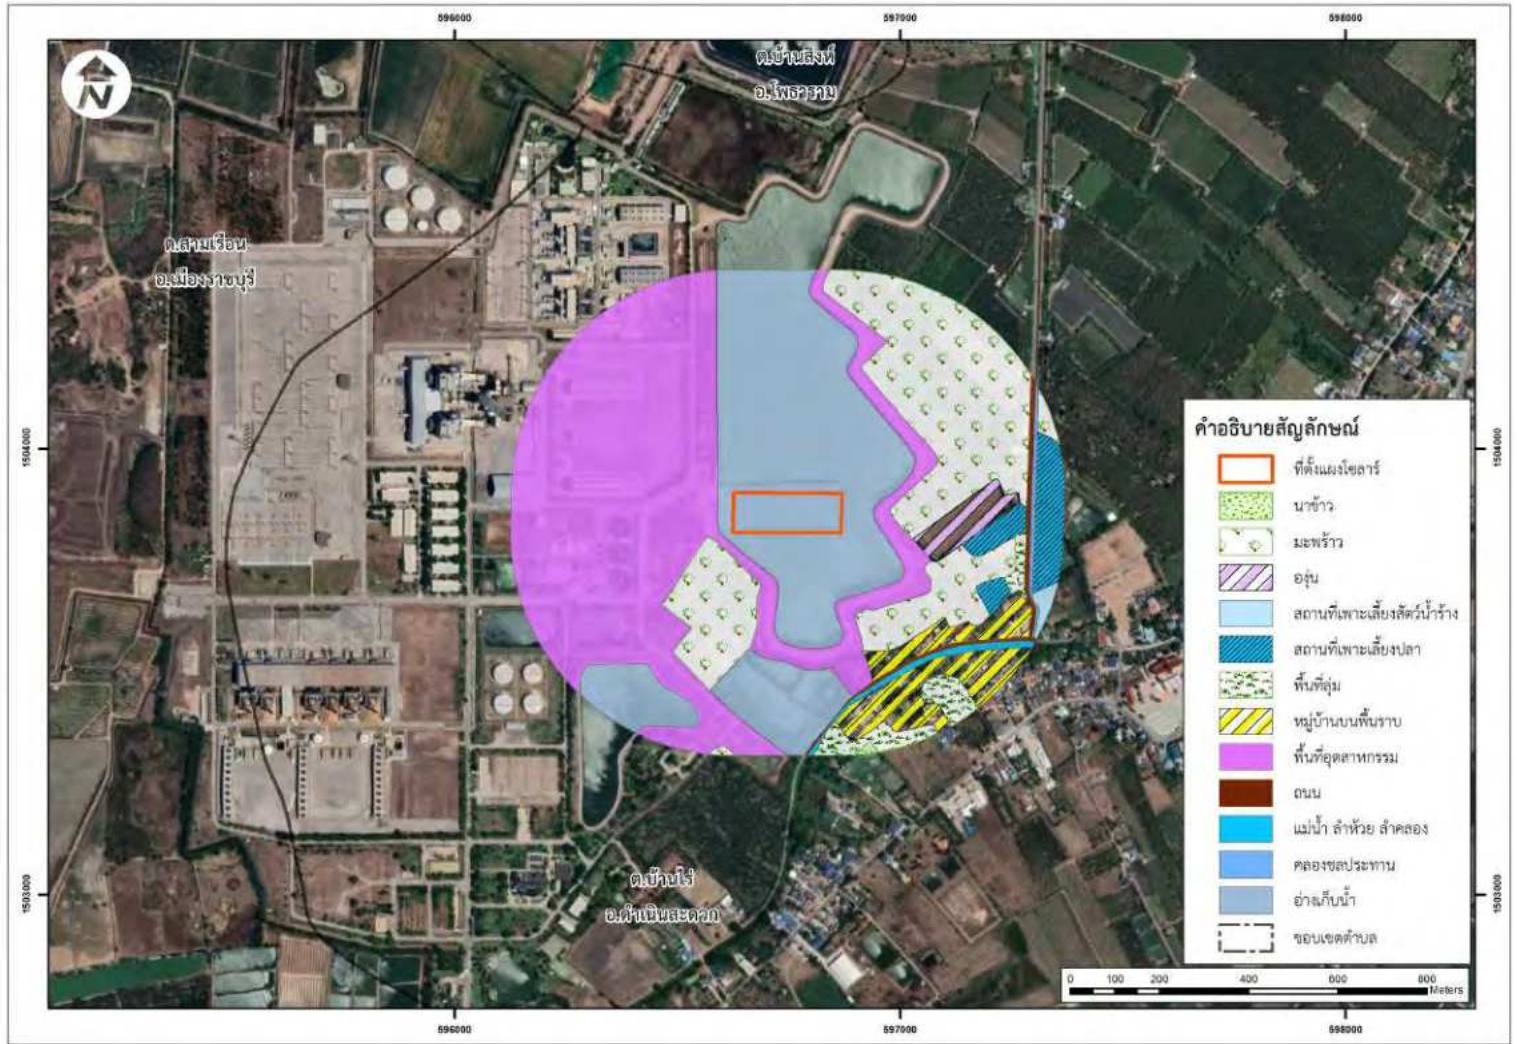 596000
597000
598000
N
ต.บ้านสิงห์
อ.โพธาราม
ต.สามเรือน
อ.เมืองราชบุรี
1504000
1504000
คำอธิบายสัญลักษณ์
ที่ตั้งแผงโซลาร์
นาข้าว
มะพร้าว
องุ่น
สถานที่เพาะเลี้ยงสัตว์น้ำร้าง
สถานที่เพาะเลี้ยงปลา
พื้นที่ลุ่ม
หมู่บ้านบนพื้นราบ
พื้นที่อุตสาหกรรม
ถนน
แม่น้ำ ลำห้วย ลำคลอง
คลองชลประทาน
อ่างเก็บน้ำ
ขอบเขตตำบล
ต.บ้านไร่
อ.ดำเนินสะดวก
1503000
1503000
0 100 200 400 600 800
Meters
596000
597000
598000